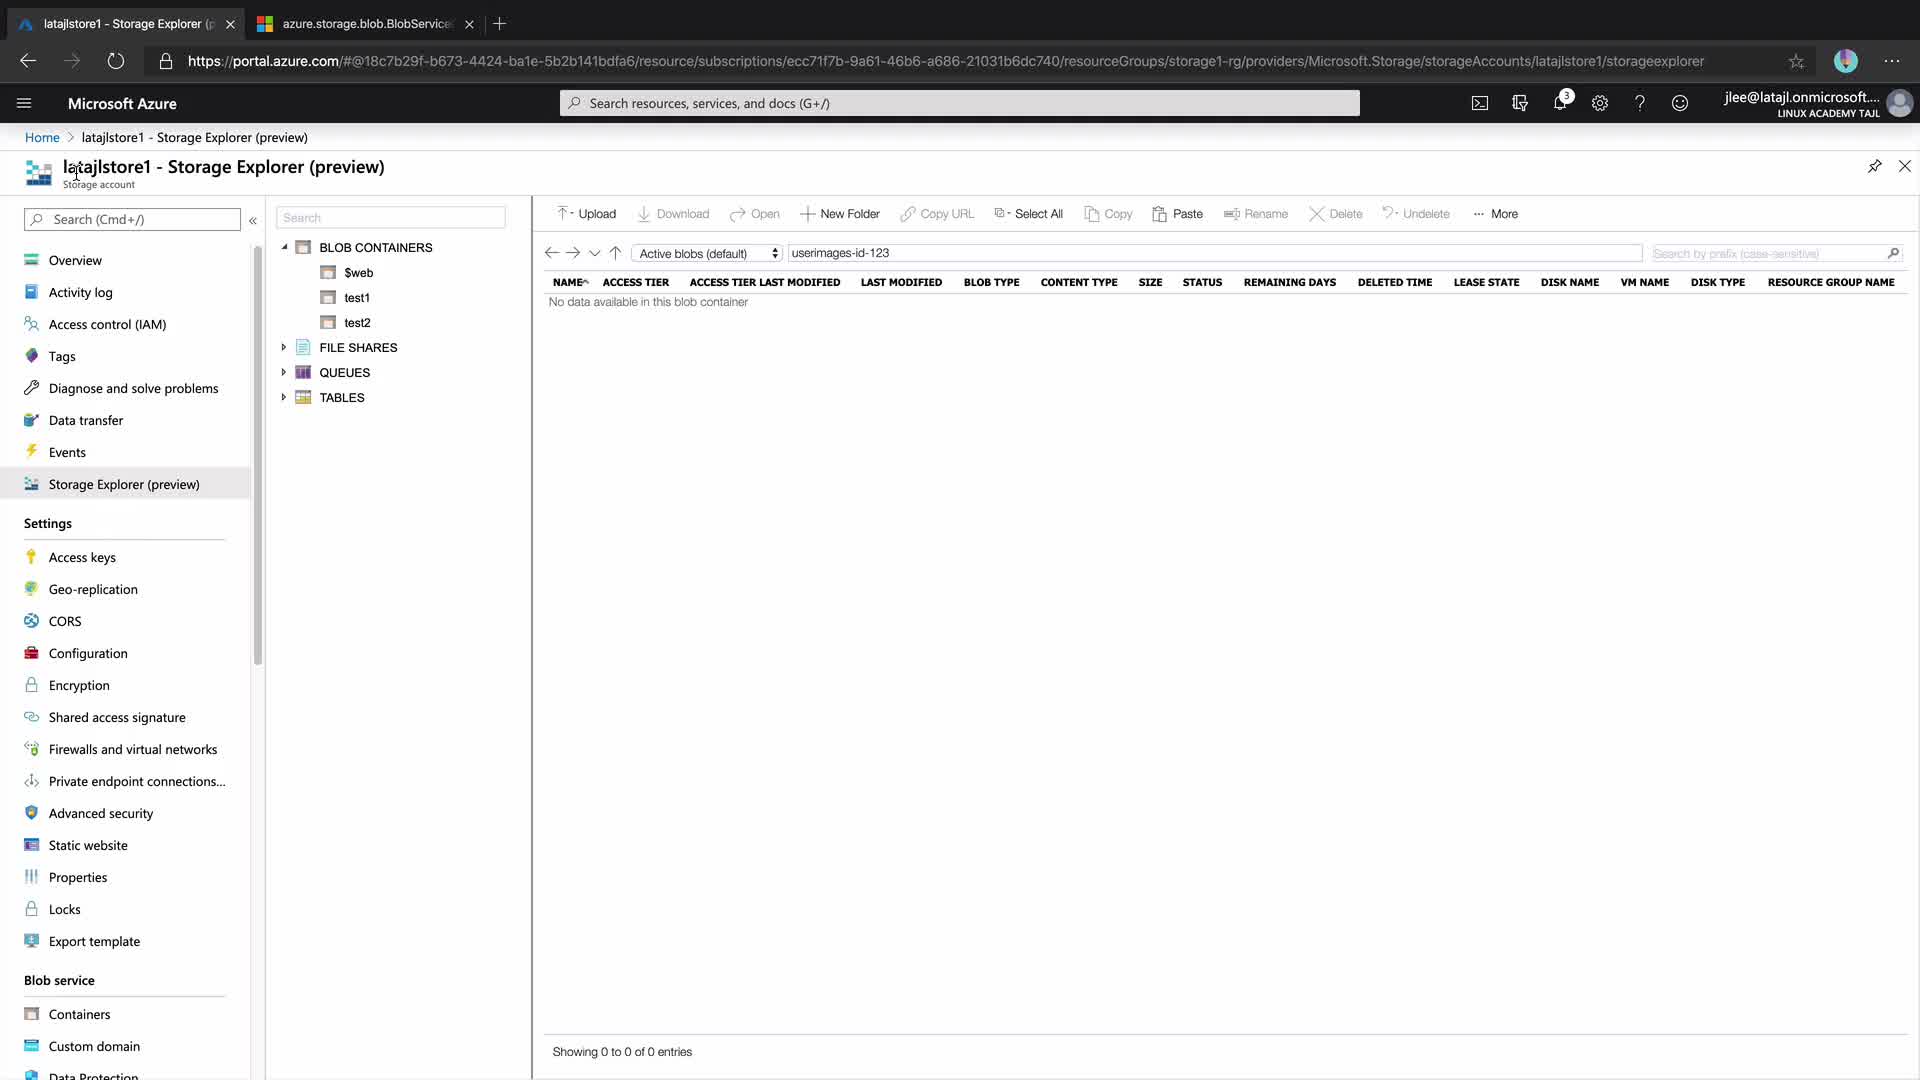 latajlstore1 - Storage Explorer (p
azure.storage.blob.BlobService
https://portal.azure.com/#@18c7b29f-b673-4424-ba1e-5b2b141bdfa6/resource/subscriptions/ecc71f7b-9a61-46b6-a686-21031b6dc740/resourceGroups/storage1-rg/providers/Microsoft.Storage/storageAccounts/latajlstore1/storageexplorer
Microsoft Azure
Search resources, services, and docs (G+/)
3
jlee@latajl.onmicrosoft....
LINUX ACADEMY TAJL
Home > latajlstore1 - Storage Explorer (preview)
latajlstore1 - Storage Explorer (preview)
Storage account
Search (Cmd+/)
«
Overview
Activity log
Access control (IAM)
Tags
Diagnose and solve problems
Data transfer
Events
Storage Explorer (preview)
Settings
Access keys
Geo-replication
CORS
Configuration
Encryption
Shared access signature
Firewalls and virtual networks
Private endpoint connections...
Advanced security
Static website
Properties
Locks
Export template
Blob service
Containers
Custom domain
Data Protection
Search
BLOB CONTAINERS
$web
test1
test2
FILE SHARES
QUEUES
TABLES
Upload Download Open New Folder Copy URL Select All Copy Paste Rename Delete Undelete ... More
Active blobs (default) userimages-id-123 Search by prefix (case-sensitive)
NAME ACCESS TIER ACCESS TIER LAST MODIFIED LAST MODIFIED BLOB TYPE CONTENT TYPE SIZE STATUS REMAINING DAYS DELETED TIME LEASE STATE DISK NAME VM NAME DISK TYPE RESOURCE GROUP NAME
No data available in this blob container
Showing 0 to 0 of 0 entries